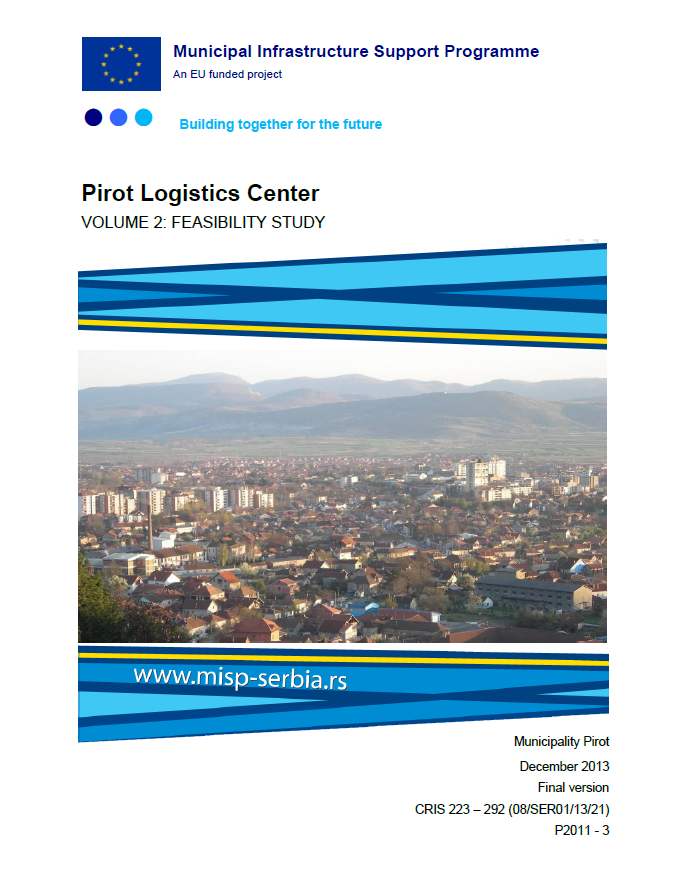 Municipal Infrastructure Support Programme
An EU funded project
Building together for the future
Pirot Logistics Center
VOLUME 2: FEASIBILITY STUDY
www.misp-serbia.rs
Municipality Pirot
December 2013
Final version
CRIS 223 – 292 (08/SER01/13/21)
P2011 - 3